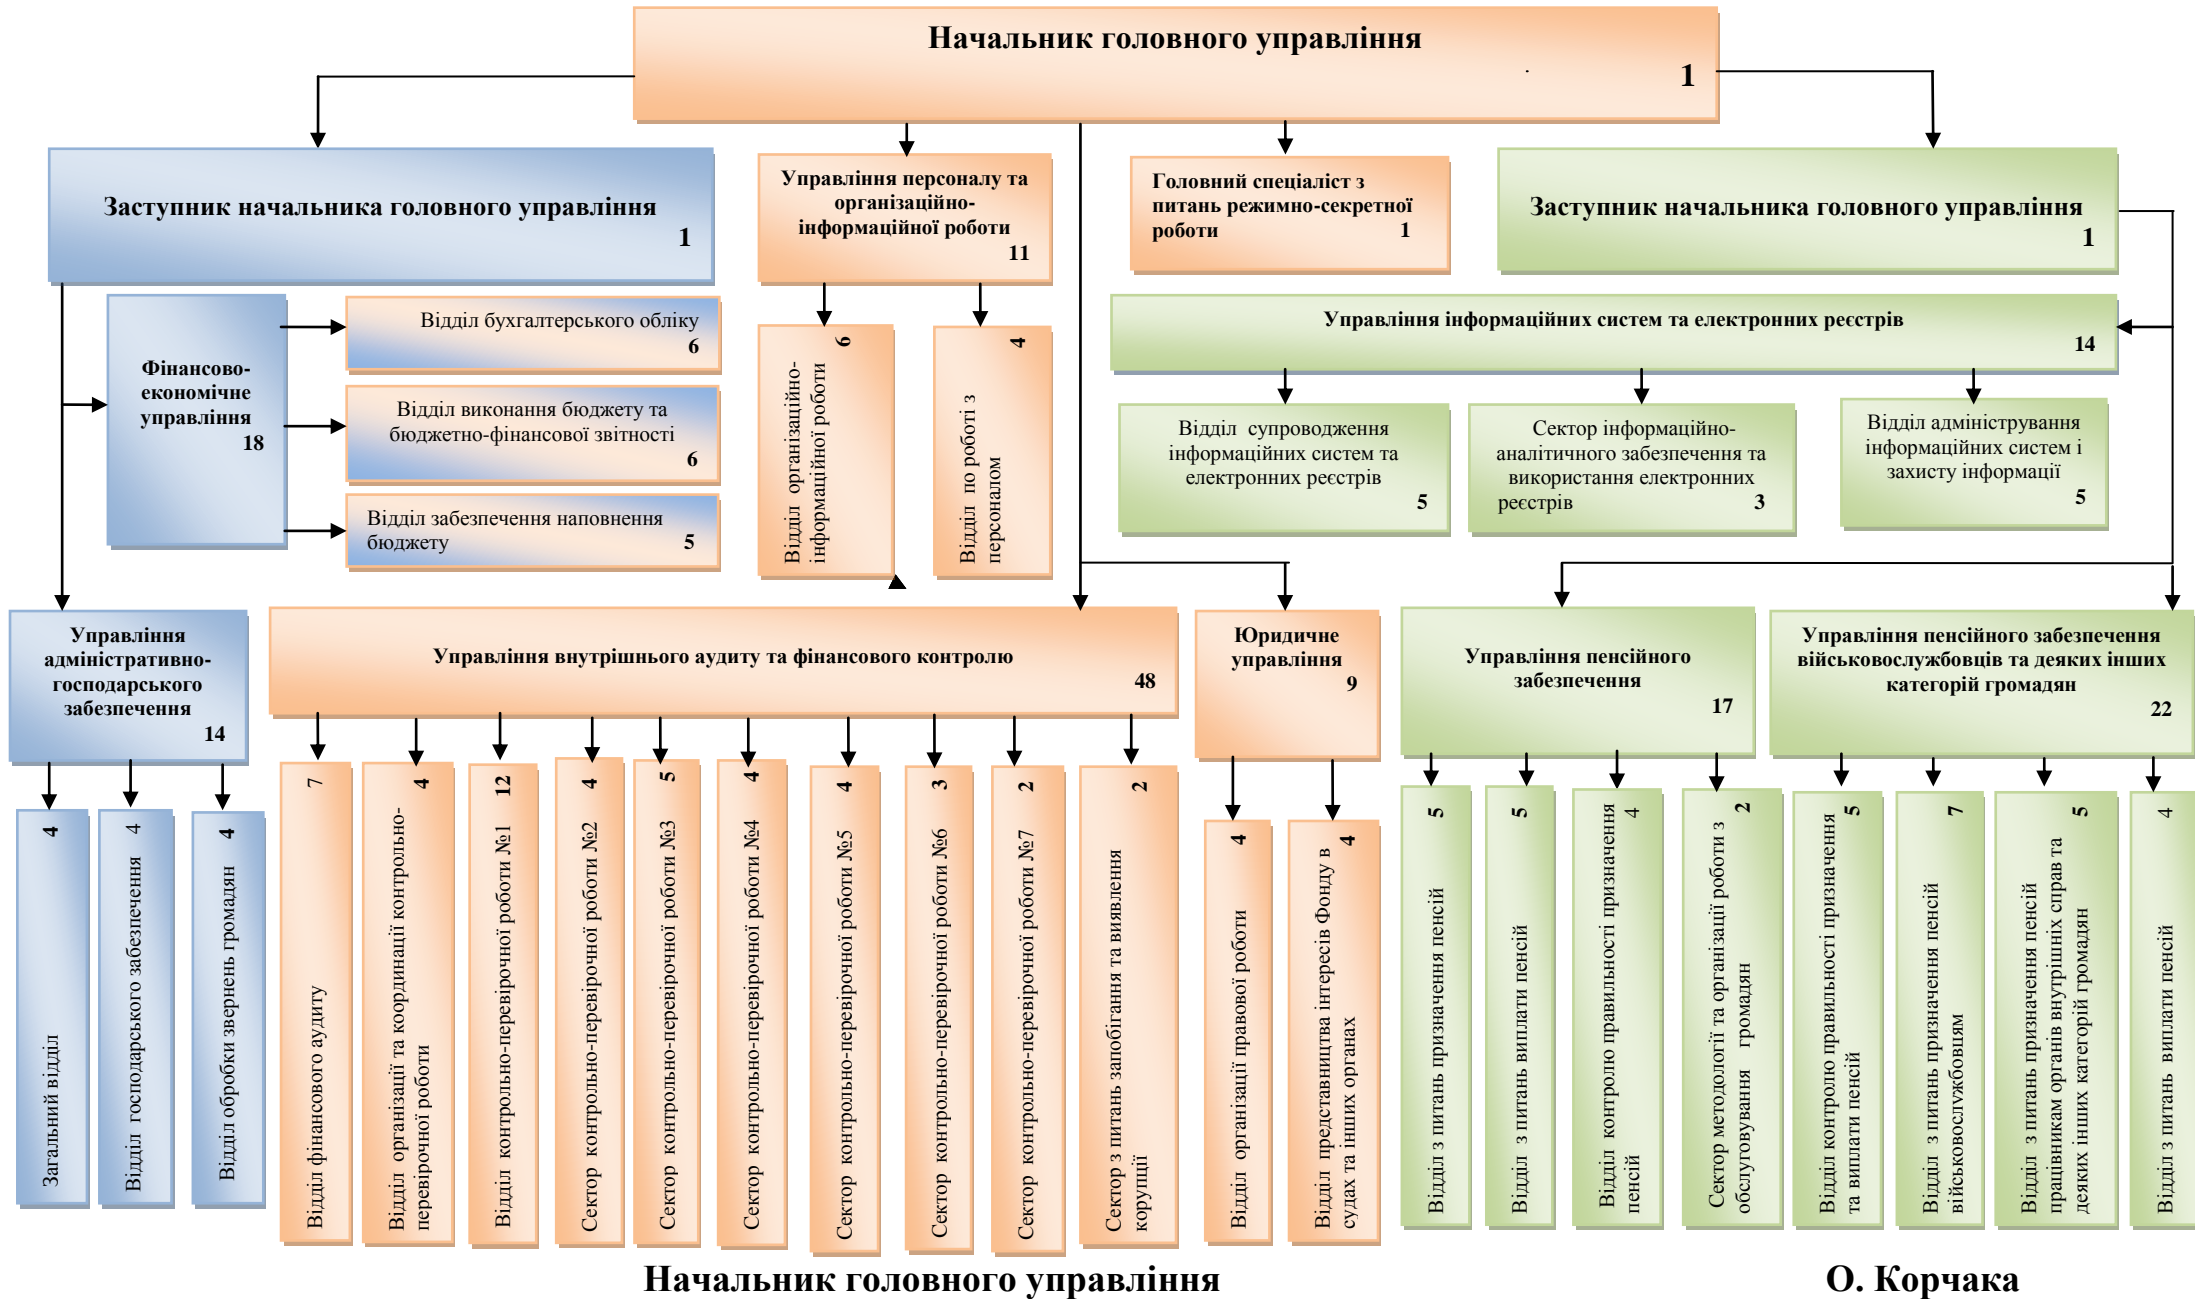 Начальник головного управління
1
Заступник начальника головного управління
1
Управління персоналу та
організаційно-
інформаційної роботи
11
Головний спеціаліст з
питань режимно-секретної
роботи 1
Заступник начальника головного управління
1
Фінансово-
економічне
управління
18
Відділ бухгалтерського обліку
6
Відділ виконання бюджету та
бюджетно-фінансової звітності
6
Відділ забезпечення наповнення
бюджету 5
Відділ організаційно-
інформаційної роботи
6
Відділ по роботі з
персоналом
4
Управління інформаційних систем та електронних реєстрів
14
Відділ супроводження
інформаційних систем та
електронних реєстрів
5
Сектор інформаційно-
аналітичного забезпечення та
використання електронних
реєстрів 3
Відділ адміністрування
інформаційних систем і
захисту інформації
5
Управління
адміністративно-
господарського
забезпечення
14
Управління внутрішнього аудиту та фінансового контролю
48
Юридичне
управління
9
Управління пенсійного
забезпечення
17
Управління пенсійного забезпечення
військовослужбовців та деяких інших
категорій громадян
22
Загальний відділ 4
Відділ господарського забезпечення 4
Відділ обробки звернень громадян 4
Відділ фінансового аудиту 7
Відділ організації та координації контрольно-
перевірочної роботи 4
Відділ контрольно-перевірочної роботи №1 12
Сектор контрольно-перевірочної роботи №2 4
Сектор контрольно-перевірочної роботи №3 5
Сектор контрольно-перевірочної роботи №4 4
Сектор контрольно-перевірочної роботи №5 4
Сектор контрольно-перевірочної роботи №6 3
Сектор контрольно-перевірочної роботи №7 2
Сектор з питань запобігання та виявлення
корупції 2
Відділ організації правової роботи 4
Відділ представництва інтересів Фонду в
судах та інших органах 4
Відділ з питань призначення пенсій 5
Відділ з питань виплати пенсій 5
Відділ контролю правильності призначення
пенсій 4
Сектор методології та організації роботи з
обслуговування громадян 2
Відділ контролю правильності призначення
та виплати пенсій 5
Відділ з питань призначення пенсій
військовослужбовцям 7
Відділ з питань призначення пенсій
працівникам органів внутрішніх справ та
деяких інших категорій громадян 5
Відділ з питань виплати пенсій 4
Начальник головного управління О. Корчака